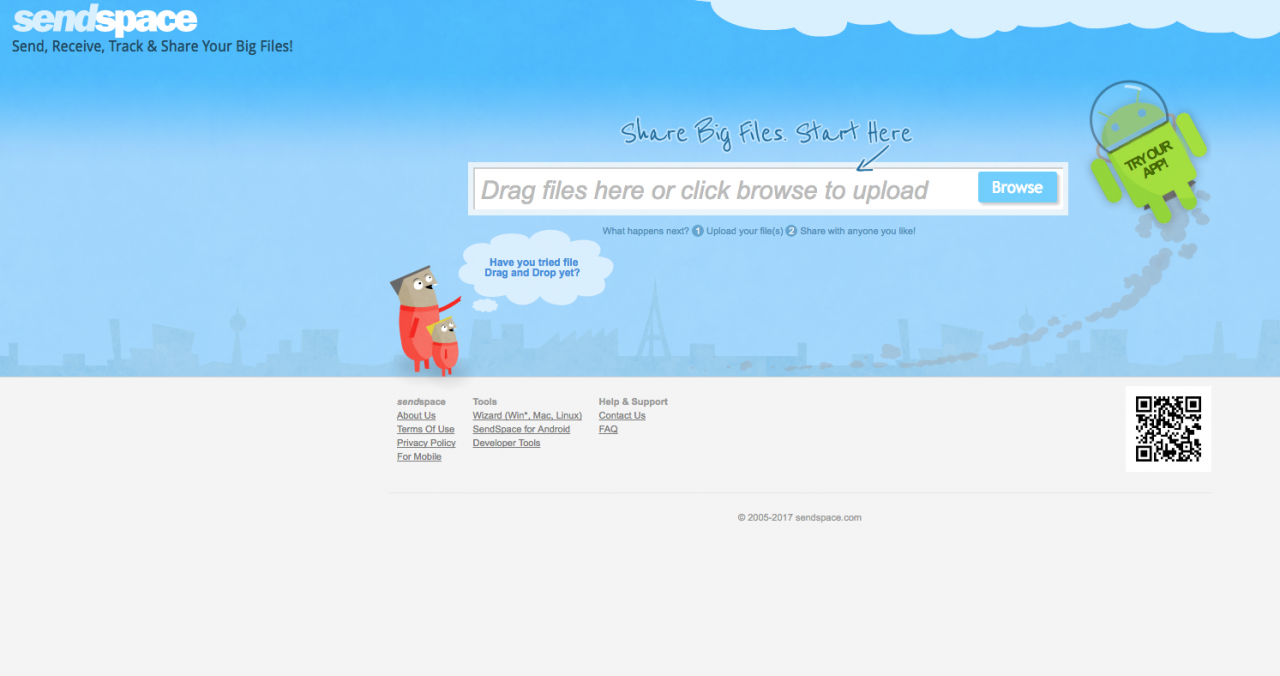 sendspace
Send, Receive, Track & Share Your Big Files!
Share Big Files. Start Here
Drag files here or click browse to upload
Browse
TRY OUR
APP!
What happens next? 1 Upload your file(s) 2 Share with anyone you like!
Have you tried file
Drag and Drop yet?
sendspace
About Us
Terms Of Use
Privacy Policy
For Mobile
Tools
Wizard (Win*, Mac, Linux)
SendSpace for Android
Developer Tools
Help & Support
Contact Us
FAQ
© 2005-2017 sendspace.com